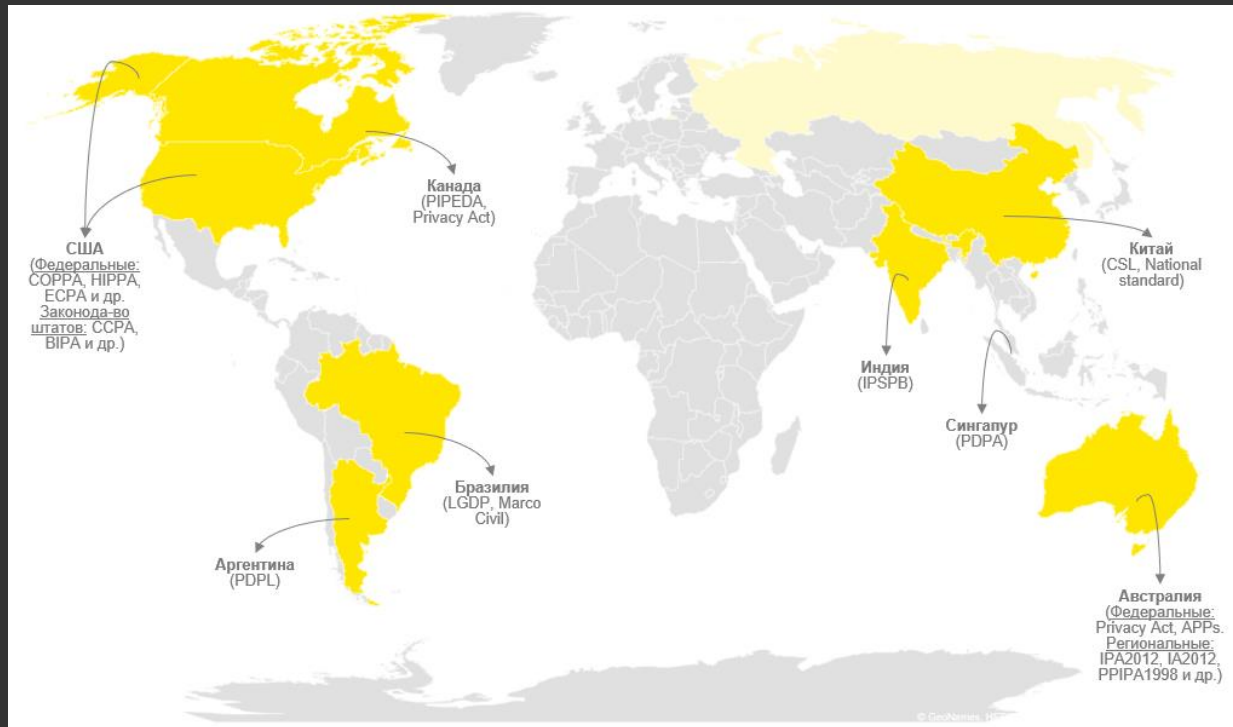 Канада
(PIPEDA,
Privacy Act)
США
(Федеральные:
COPPA, HIPPA,
ECPA и др.
Законода-во
штатов: CCPA,
BIPA и др.)
Китай
(CSL, National
standard)
Индия
(IPSPB)
Сингапур
(PDPA)
Бразилия
(LGDP, Marco
Civil)
Аргентина
(PDPL)
Австралия
(Федеральные:
Privacy Act, APPs.
Региональные:
IPA2012, IA2012,
PPIPA1998 и др.)
© GeoNames,